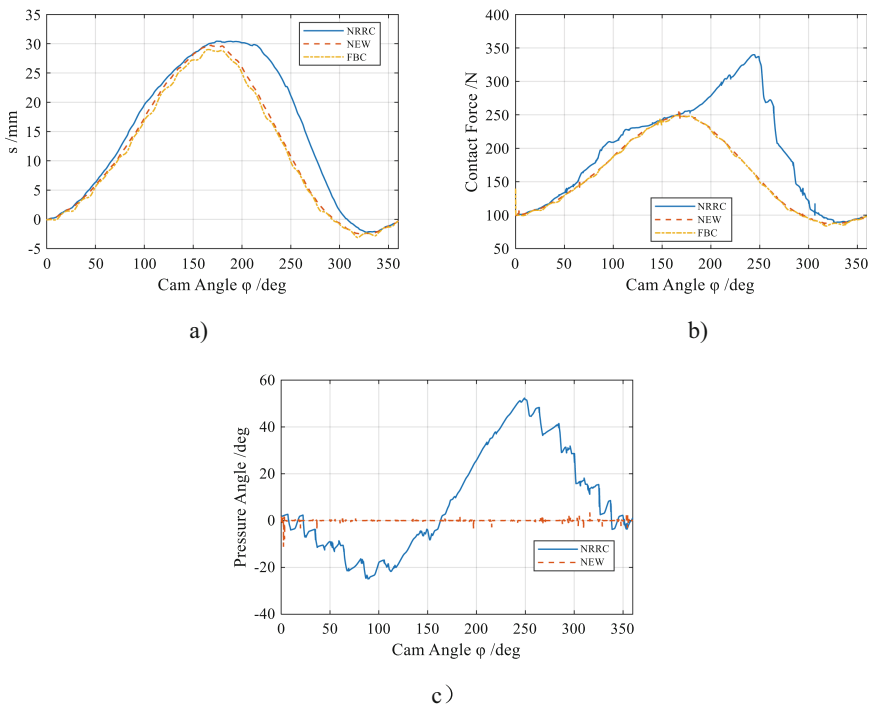 35
30
25
20
15
10
5
0
-5
s /mm
0 50 100 150 200 250 300 350
Cam Angle φ /deg
NRRC
NEW
FBC
a)
400
350
300
250
200
150
100
50
Contact Force /N
0 50 100 150 200 250 300 350
Cam Angle φ /deg
NRRC
NEW
FBC
b)
60
40
20
0
-20
-40
Pressure Angle /deg
0 50 100 150 200 250 300 350
Cam Angle φ /deg
NRRC
NEW
c）